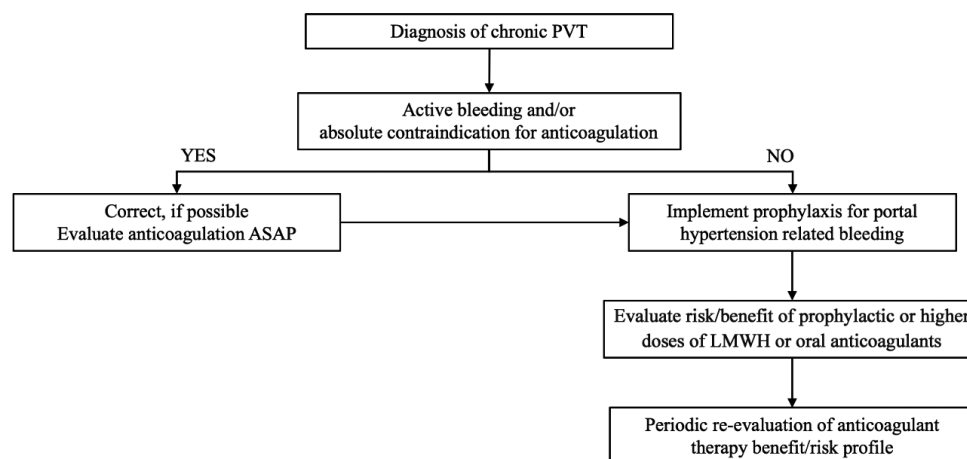 Diagnosis of chronic PVT
Active bleeding and/or
absolute contraindication for anticoagulation
YES
NO
Correct, if possible
Evaluate anticoagulation ASAP
Implement prophylaxis for portal
hypertension related bleeding
Evaluate risk/benefit of prophylactic or higher
doses of LMWH or oral anticoagulants
Periodic re-evaluation of anticoagulant
therapy benefit/risk profile